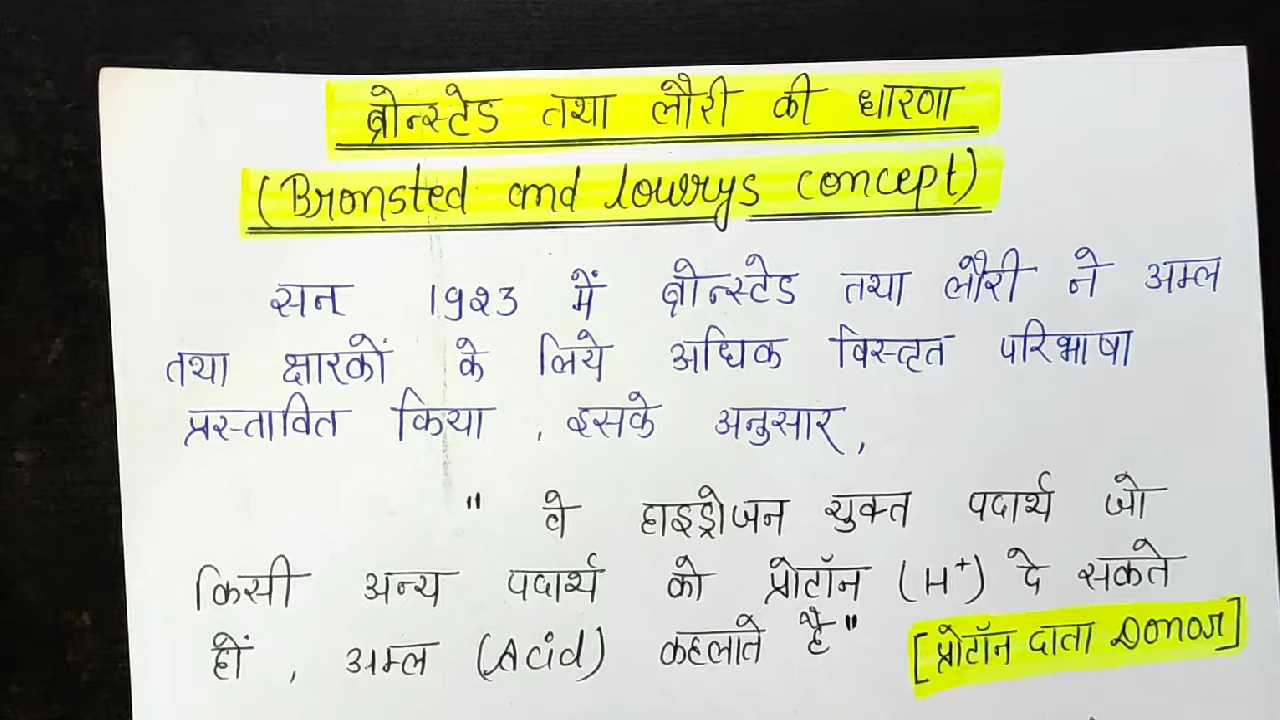 ब्रोन्स्टेड तथा लौरी की धारणा
(Bronsted and lowrys concept)
सन् 1923 में ब्रोन्स्टेड तथा लौरी ने अम्ल
तथा क्षारकों के लिये अधिक विस्तृत परिभाषा
प्रस्तावित किया , इसके अनुसार,
" वे हाइड्रोजन युक्त पदार्थ जो
किसी अन्य पदार्थ को प्रोटॉन (H⁺) दे सकते
हों , अम्ल (Acid) कहलाते है"
[प्रोटॉन दाता Donor]